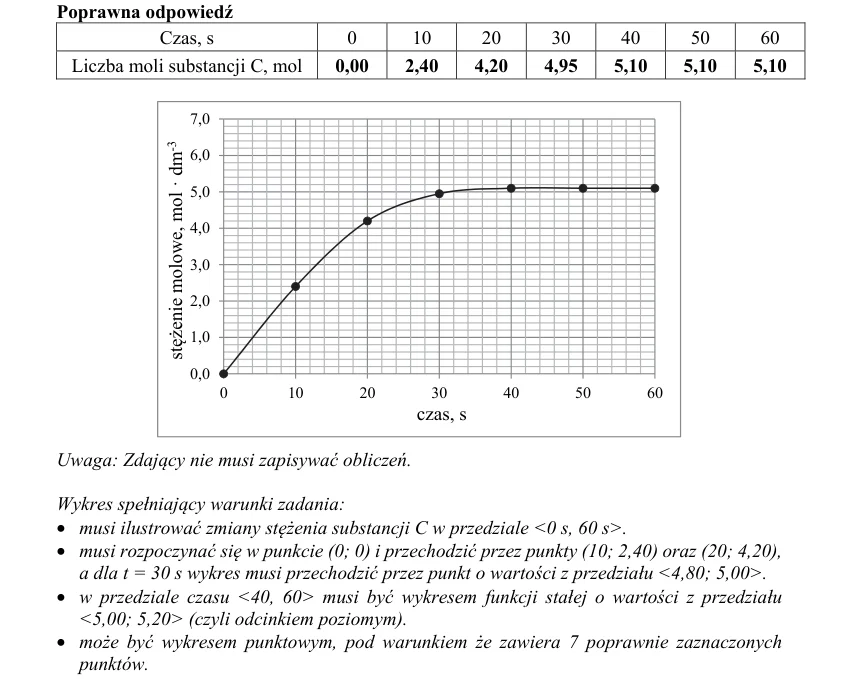 Poprawna odpowiedź
Czas, s 0 10 20 30 40 50 60
Liczba moli substancji C, mol 0,00 2,40 4,20 4,95 5,10 5,10 5,10
stężenie molowe, mol · dm⁻³
7,0
6,0
5,0
4,0
3,0
2,0
1,0
0,0
0 10 20 30 40 50 60
czas, s
Uwaga: Zdający nie musi zapisywać obliczeń.
Wykres spełniający warunki zadania:
• musi ilustrować zmiany stężenia substancji C w przedziale <0 s, 60 s>.
• musi rozpoczynać się w punkcie (0; 0) i przechodzić przez punkty (10; 2,40) oraz (20; 4,20),
a dla t = 30 s wykres musi przechodzić przez punkt o wartości z przedziału <4,80; 5,00>.
• w przedziale czasu <40, 60> musi być wykresem funkcji stałej o wartości z przedziału
<5,00; 5,20> (czyli odcinkiem poziomym).
• może być wykresem punktowym, pod warunkiem że zawiera 7 poprawnie zaznaczonych
punktów.